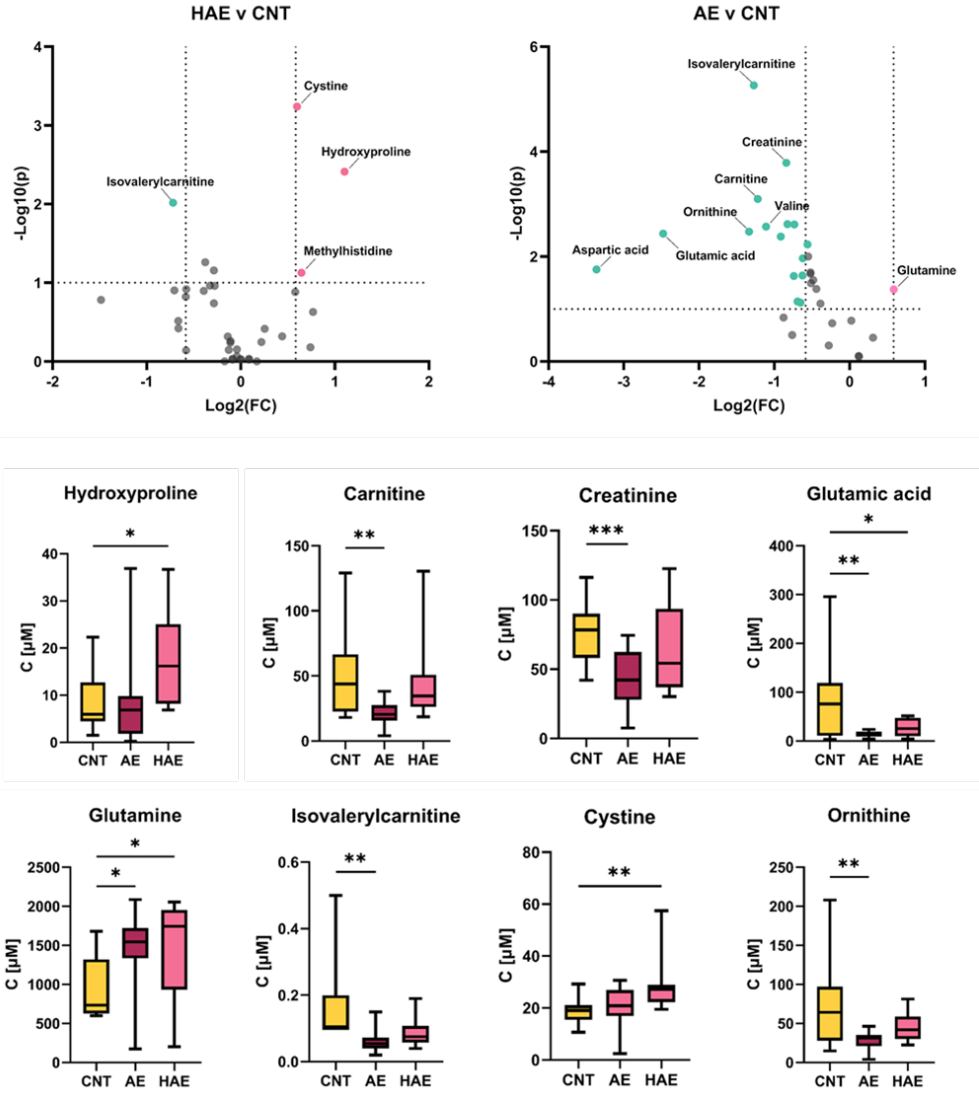 HAE v CNT
4
3
2
1
0
-Log10(p)
Cystine
Hydroxyproline
Isovalerylcarnitine
Methylhistidine
-2
-1
0
1
2
Log2(FC)
AE v CNT
6
4
2
0
-Log10(p)
Isovalerylcarnitine
Creatinine
Carnitine
Ornithine
Valine
Aspartic acid
Glutamic acid
Glutamine
-4
-3
-2
-1
0
1
Log2(FC)
Hydroxyproline
*
40
30
20
10
0
C [µM]
CNT AE HAE
Carnitine
**
150
100
50
0
C [µM]
CNT AE HAE
Creatinine
***
150
100
50
0
C [µM]
CNT AE HAE
Glutamic acid
*
**
400
300
200
100
0
C [µM]
CNT AE HAE
Glutamine
*
*
2500
2000
1500
1000
500
0
C [µM]
CNT AE HAE
Isovalerylcarnitine
**
0.6
0.4
0.2
0.0
C [µM]
CNT AE HAE
Cystine
**
80
60
40
20
0
C [µM]
CNT AE HAE
Ornithine
**
250
200
150
100
50
0
C [µM]
CNT AE HAE